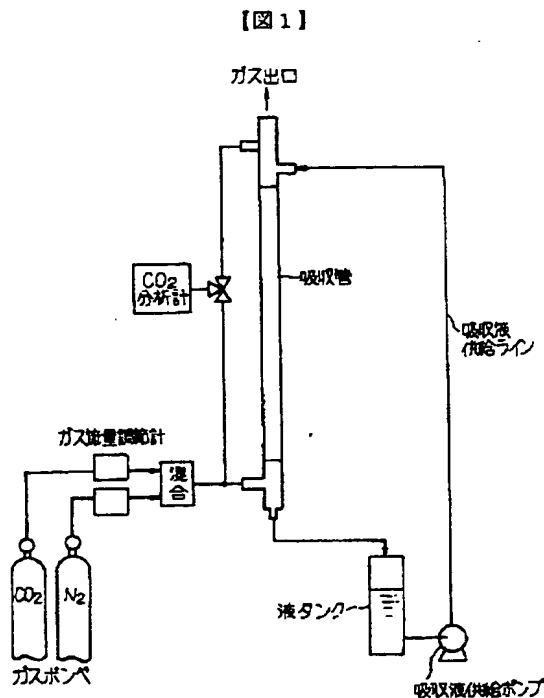 【図1】
ガス出口
CO2
分析計
吸収管
吸収液
供給ライン
ガス流量調節計
混
合
CO2
N2
ガスボンベ
液タンク
吸収液供給ポンプ